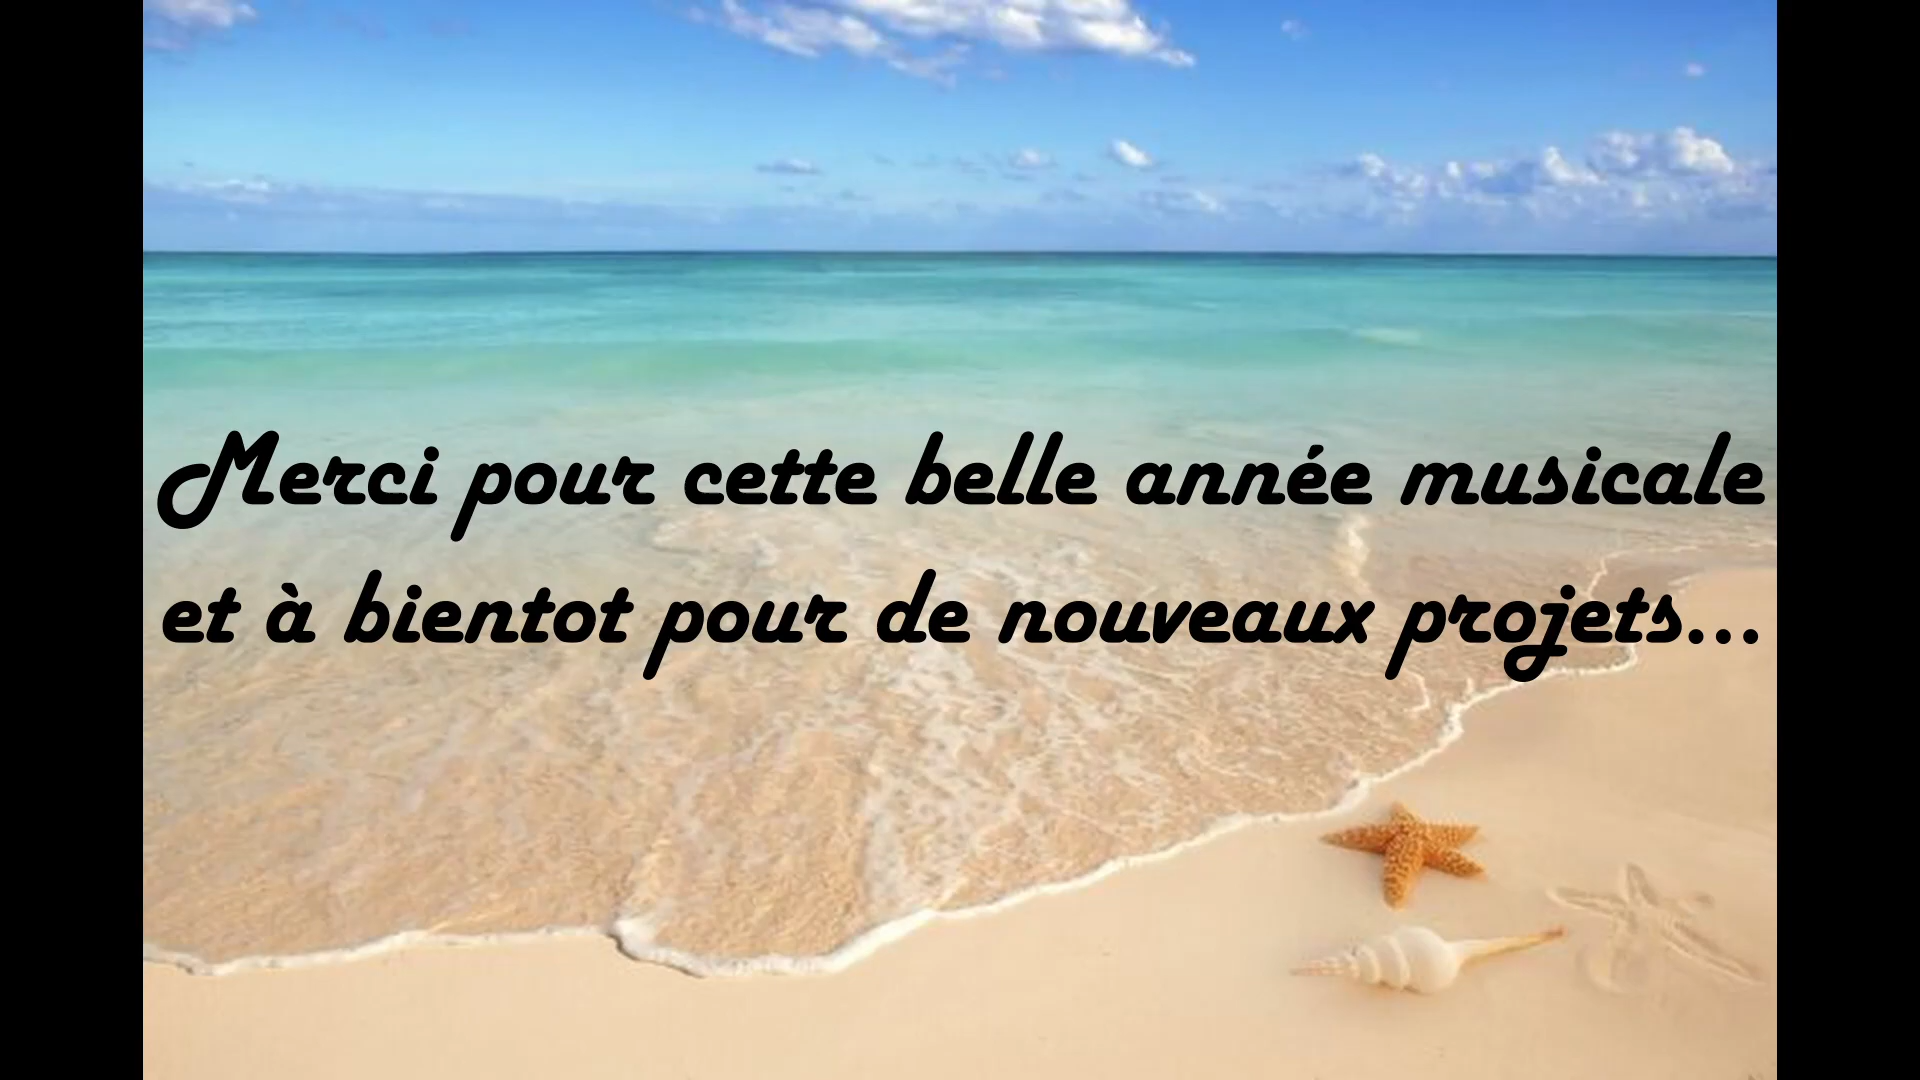 Merci pour cette belle année musicale
et à bientot pour de nouveaux projets...